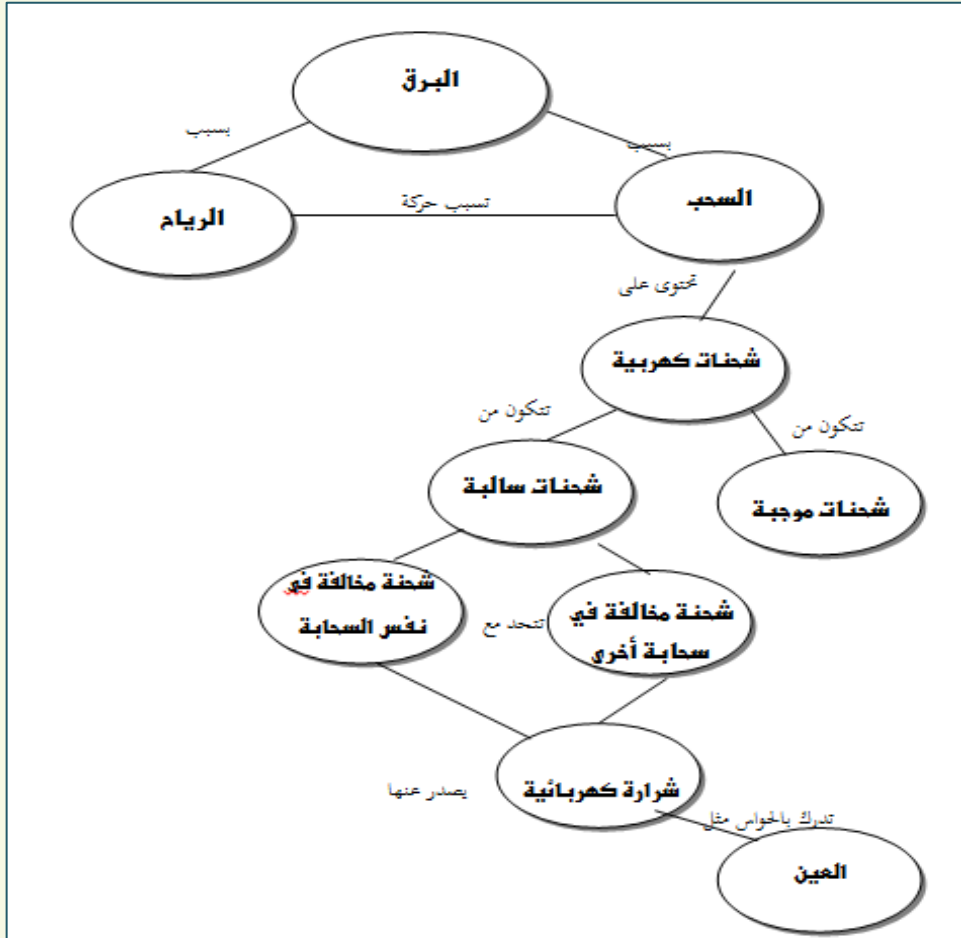 البرق
بسبب
بسبب
السحب
الرياح
تسبب حركة
تحتوى على
شحنات كهربية
تتكون من
تتكون من
شحنات سالبة
شحنات موجبة
شحنة مخالفة في
نفس السحابة
تتحد مع
شحنة مخالفة في
سحابة أخرى
شرارة كهربائية
يصدر عنها
تدرك بالحواس مثل
العين